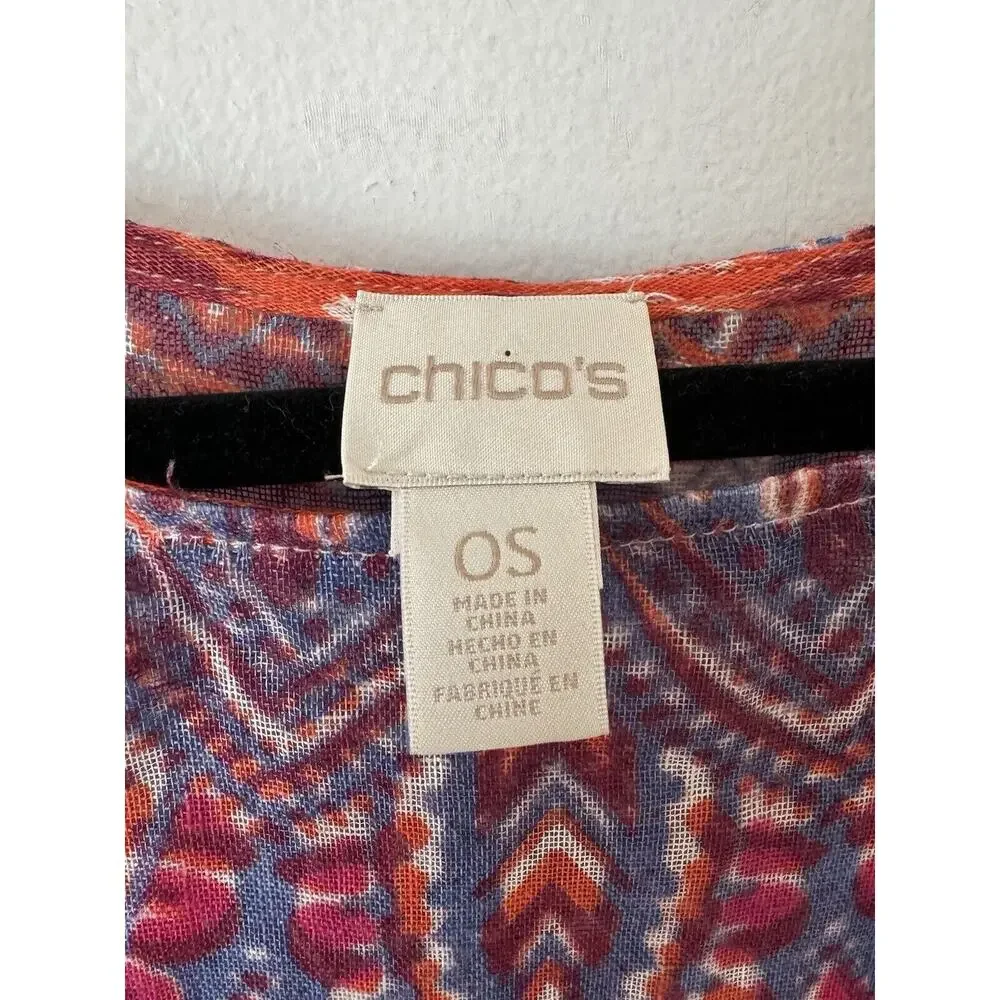 chico's
OS
MADE IN
CHINA
HECHO EN
CHINA
FABRIQUÉ EN
CHINE